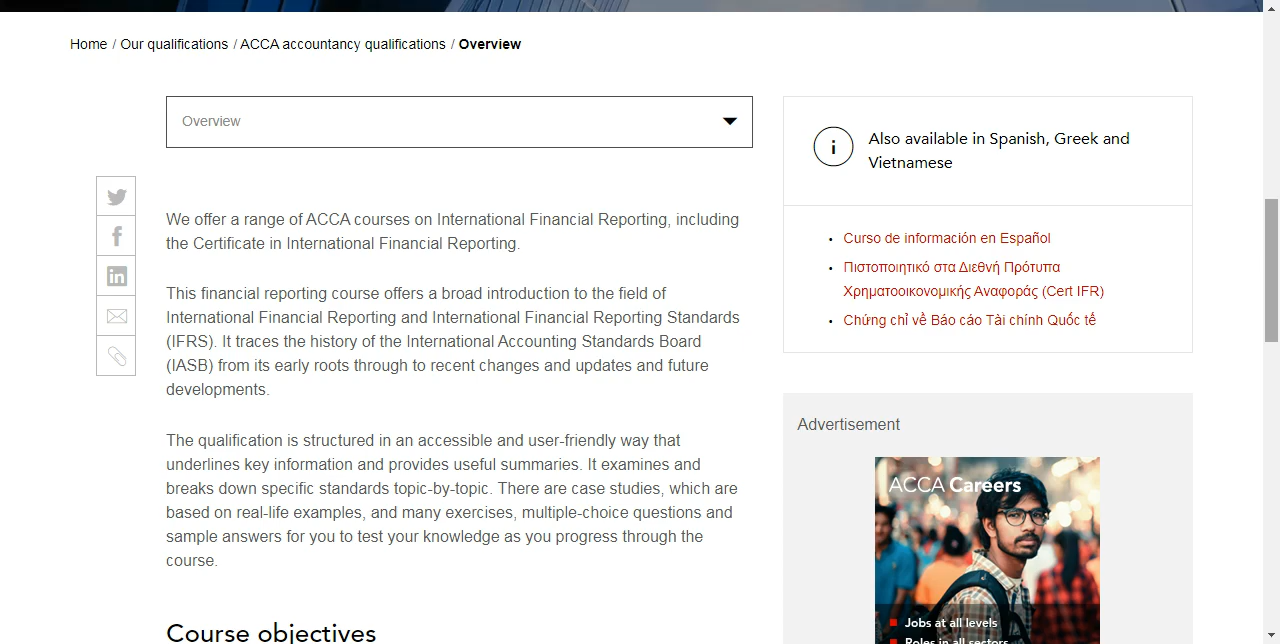 Home / Our qualifications / ACCA accountancy qualifications / Overview
Overview
We offer a range of ACCA courses on International Financial Reporting, including
the Certificate in International Financial Reporting.
This financial reporting course offers a broad introduction to the field of
International Financial Reporting and International Financial Reporting Standards
(IFRS). It traces the history of the International Accounting Standards Board
(IASB) from its early roots through to recent changes and updates and future
developments.
The qualification is structured in an accessible and user-friendly way that
underlines key information and provides useful summaries. It examines and
breaks down specific standards topic-by-topic. There are case studies, which are
based on real-life examples, and many exercises, multiple-choice questions and
sample answers for you to test your knowledge as you progress through the
course.
Course objectives
Also available in Spanish, Greek and
Vietnamese
Curso de información en Español
Πιστοποιητικό στα Διεθνή Πρότυπα
Χρηματοοικονομικής Αναφοράς (Cert IFR)
Chứng chỉ về Báo cáo Tài chính Quốc tế
Advertisement
ACCA Careers
Jobs at all levels
Roles in all sectors